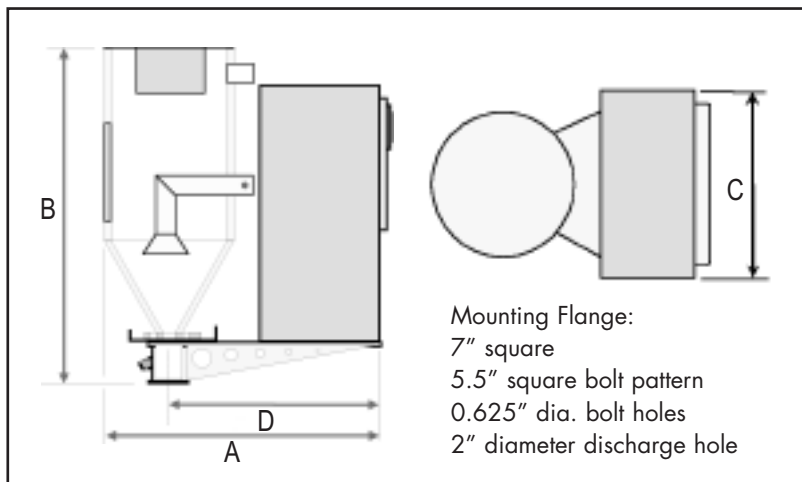 B
D
A
C
Mounting Flange:
7” square
5.5” square bolt pattern
0.625” dia. bolt holes
2” diameter discharge hole